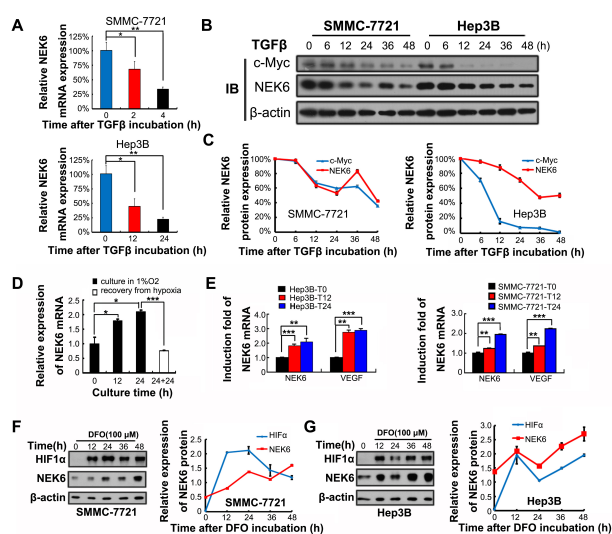 A
SMMC-7721
Relative NEK6
mRNA expression
125%
100%
75%
50%
25%
**
*
0 2 4
Time after TGFβ incubation (h)
Hep3B
Relative NEK6
mRNA expression
125%
100%
75%
50%
25%
**
*
0 12 24
Time after TGFβ incubation (h)
B
SMMC-7721 Hep3B
TGFβ 0 6 12 24 36 48 0 6 12 24 36 48 (h)
IB
c-Myc
NEK6
β-actin
C
Relative NEK6
protein expression
100%
80%
60%
40%
20%
0%
c-Myc
NEK6
SMMC-7721
0 6 12 24 36 48
Time after TGFβ incubation (h)
Relative NEK6
protein expression
100%
80%
60%
40%
20%
0%
c-Myc
NEK6
Hep3B
0 6 12 24 36 48
Time after TGFβ incubation (h)
D
culture in 1%O2
recovery from hypoxia
Relative expression
of NEK6 mRNA
2.5
2.0
1.5
1.0
0.5
0.0
* * ***
0 12 24 24+24
Culture time (h)
E
Hep3B-T0
Hep3B-T12
Hep3B-T24
Induction fold of
NEK6 mRNA
4.0
3.0
2.0
1.0
0.0
** *** *** **
NEK6 VEGF
SMMC-7721-T0
SMMC-7721-T12
SMMC-7721-T24
Induction fold of
NEK6 mRNA
4.0
3.0
2.0
1.0
0.0
*** ** *** **
NEK6 VEGF
F
DFO(100 μM)
Time(h) 0 12 24 36 48
HIF1α
NEK6
β-actin
SMMC-7721
Relative expression
of NEK6 protein
2.5
2
1.5
1
0.5
0
HIFα
NEK6
SMMC-7721
0 12 24 36 48
Time after DFO incubation (h)
G
DFO(100 μM)
Time(h) 0 12 24 36 48
HIF1α
NEK6
β-actin
Hep3B
Relative expression
of NEK6 protein
3
2.5
2
1.5
1
0.5
0
HIFα
NEK6
Hep3B
0 12 24 36 48
Time after DFO incubation (h)